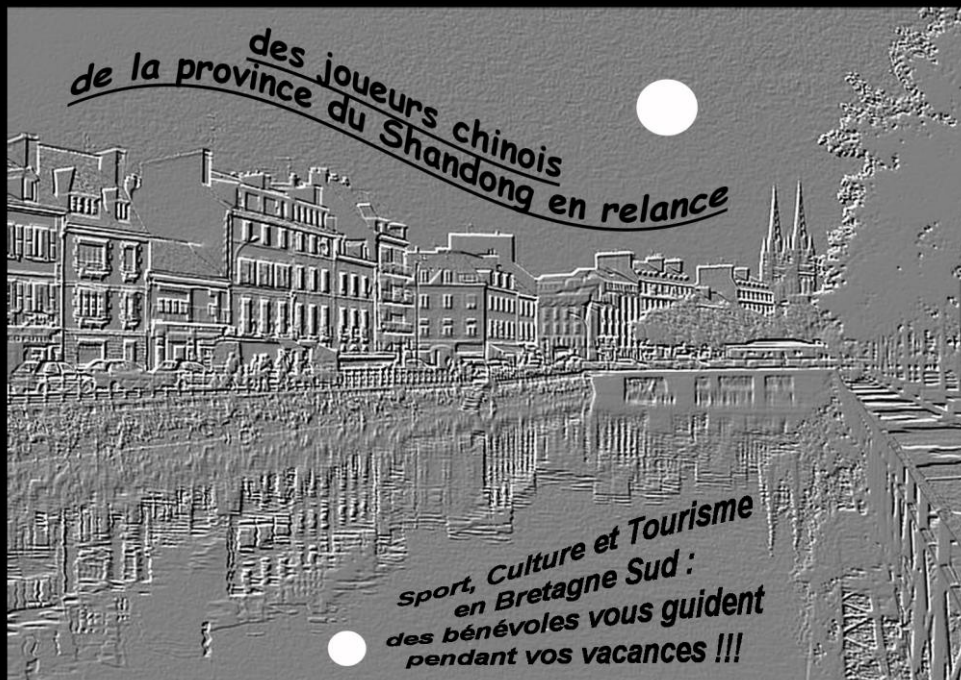 des joueurs chinois
de la province du Shandong en relance
Sport, Culture et Tourisme
en Bretagne Sud :
des bénévoles vous guident
pendant vos vacances !!!